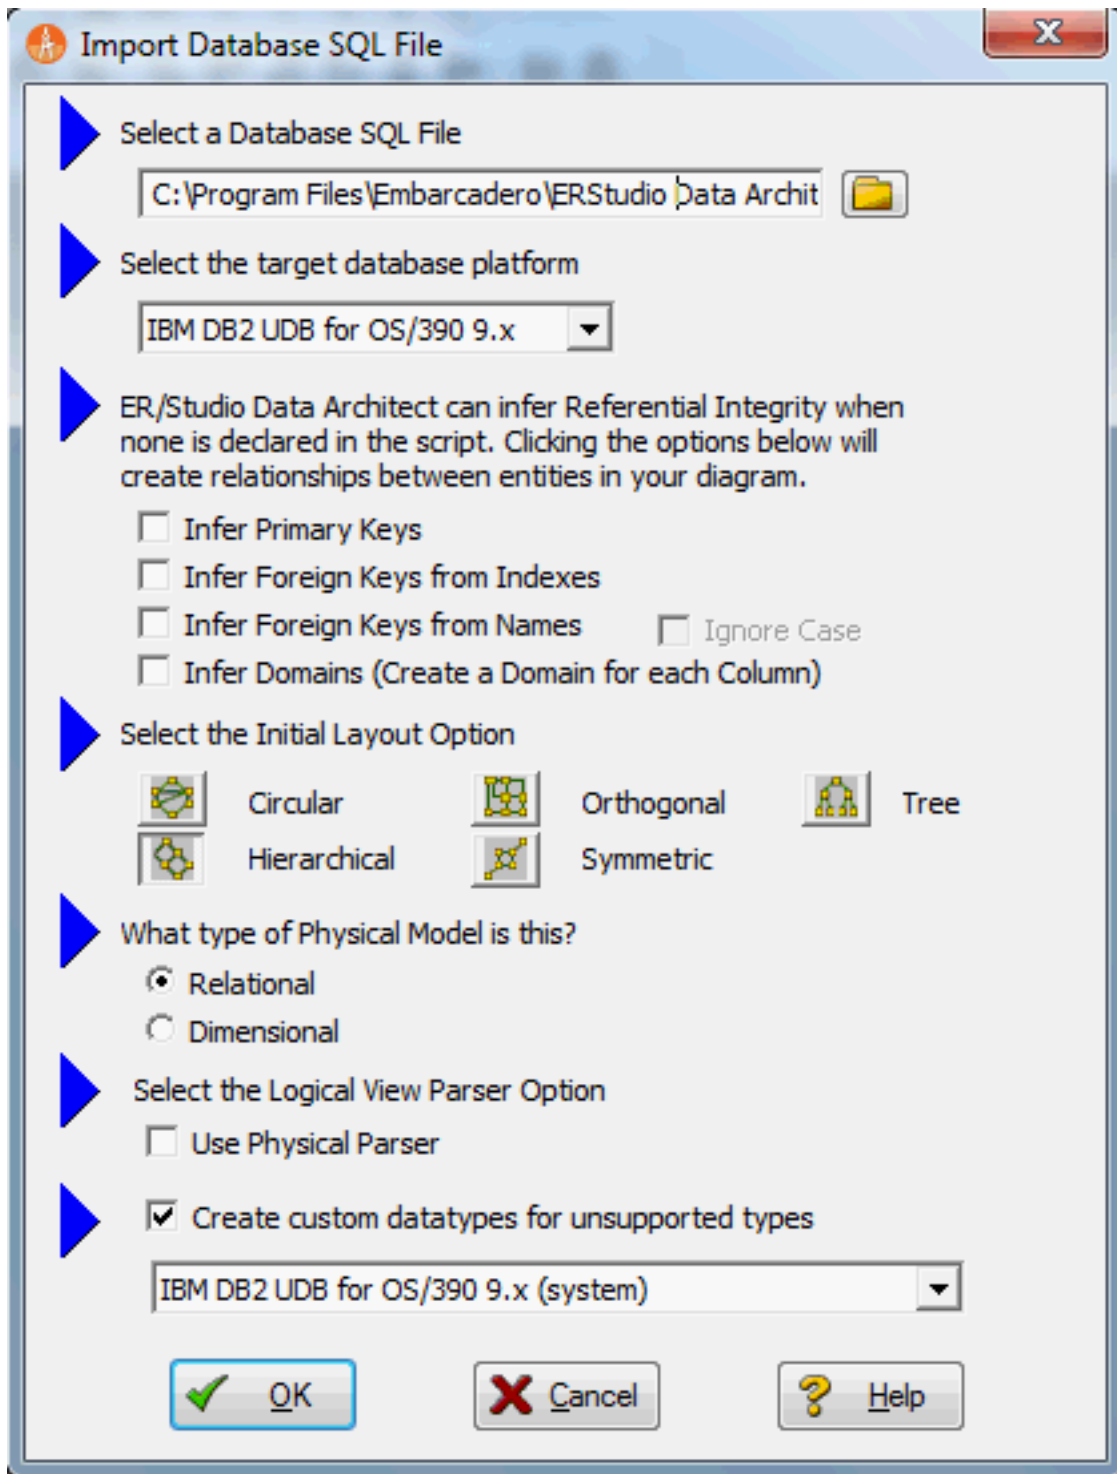 Import Database SQL File
Select a Database SQL File
C:\Program Files\Embarcadero\ERStudio Data Archit
Select the target database platform
IBM DB2 UDB for OS/390 9.x
ER/Studio Data Architect can infer Referential Integrity when
none is declared in the script. Clicking the options below will
create relationships between entities in your diagram.
Infer Primary Keys
Infer Foreign Keys from Indexes
Infer Foreign Keys from Names Ignore Case
Infer Domains (Create a Domain for each Column)
Select the Initial Layout Option
Circular Orthogonal Tree
Hierarchical Symmetric
What type of Physical Model is this?
Relational
Dimensional
Select the Logical View Parser Option
Use Physical Parser
Create custom datatypes for unsupported types
IBM DB2 UDB for OS/390 9.x (system)
OK Cancel Help